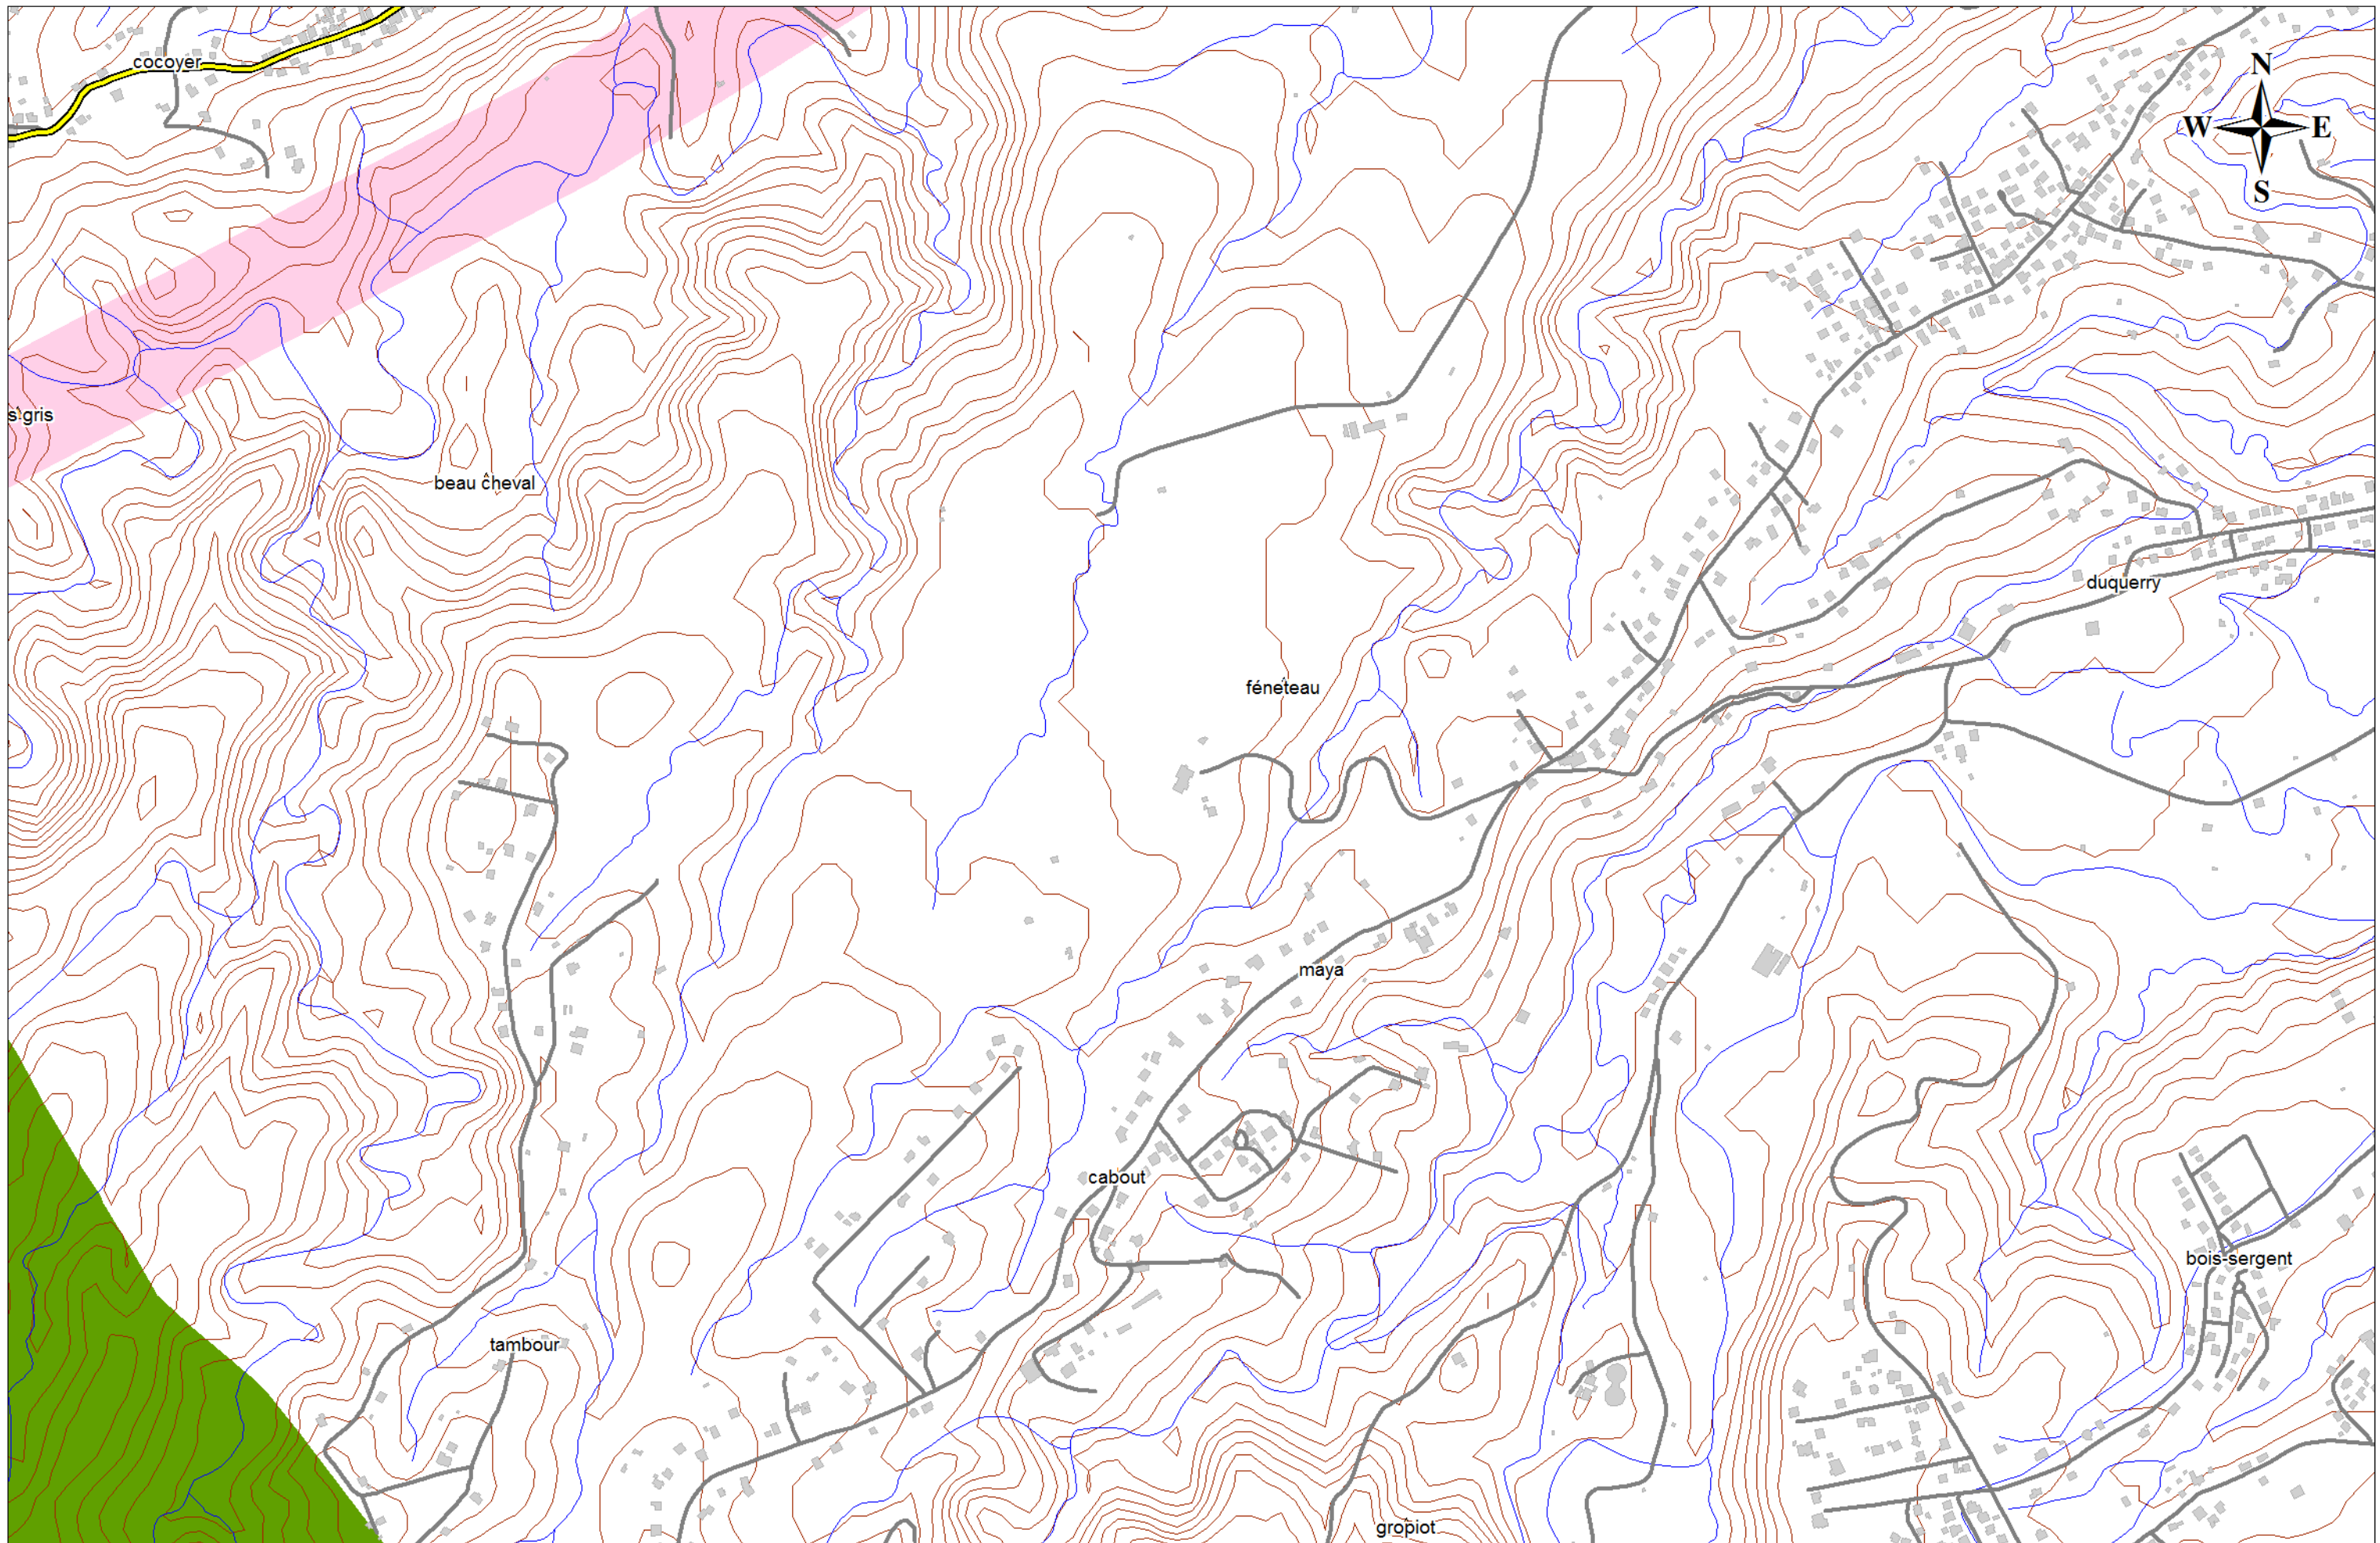 cocoyer
N
W E
S
s gris
beau cheval
duquerry
féneteau
maya
cabout
bois-sergent
tambour
gropiot